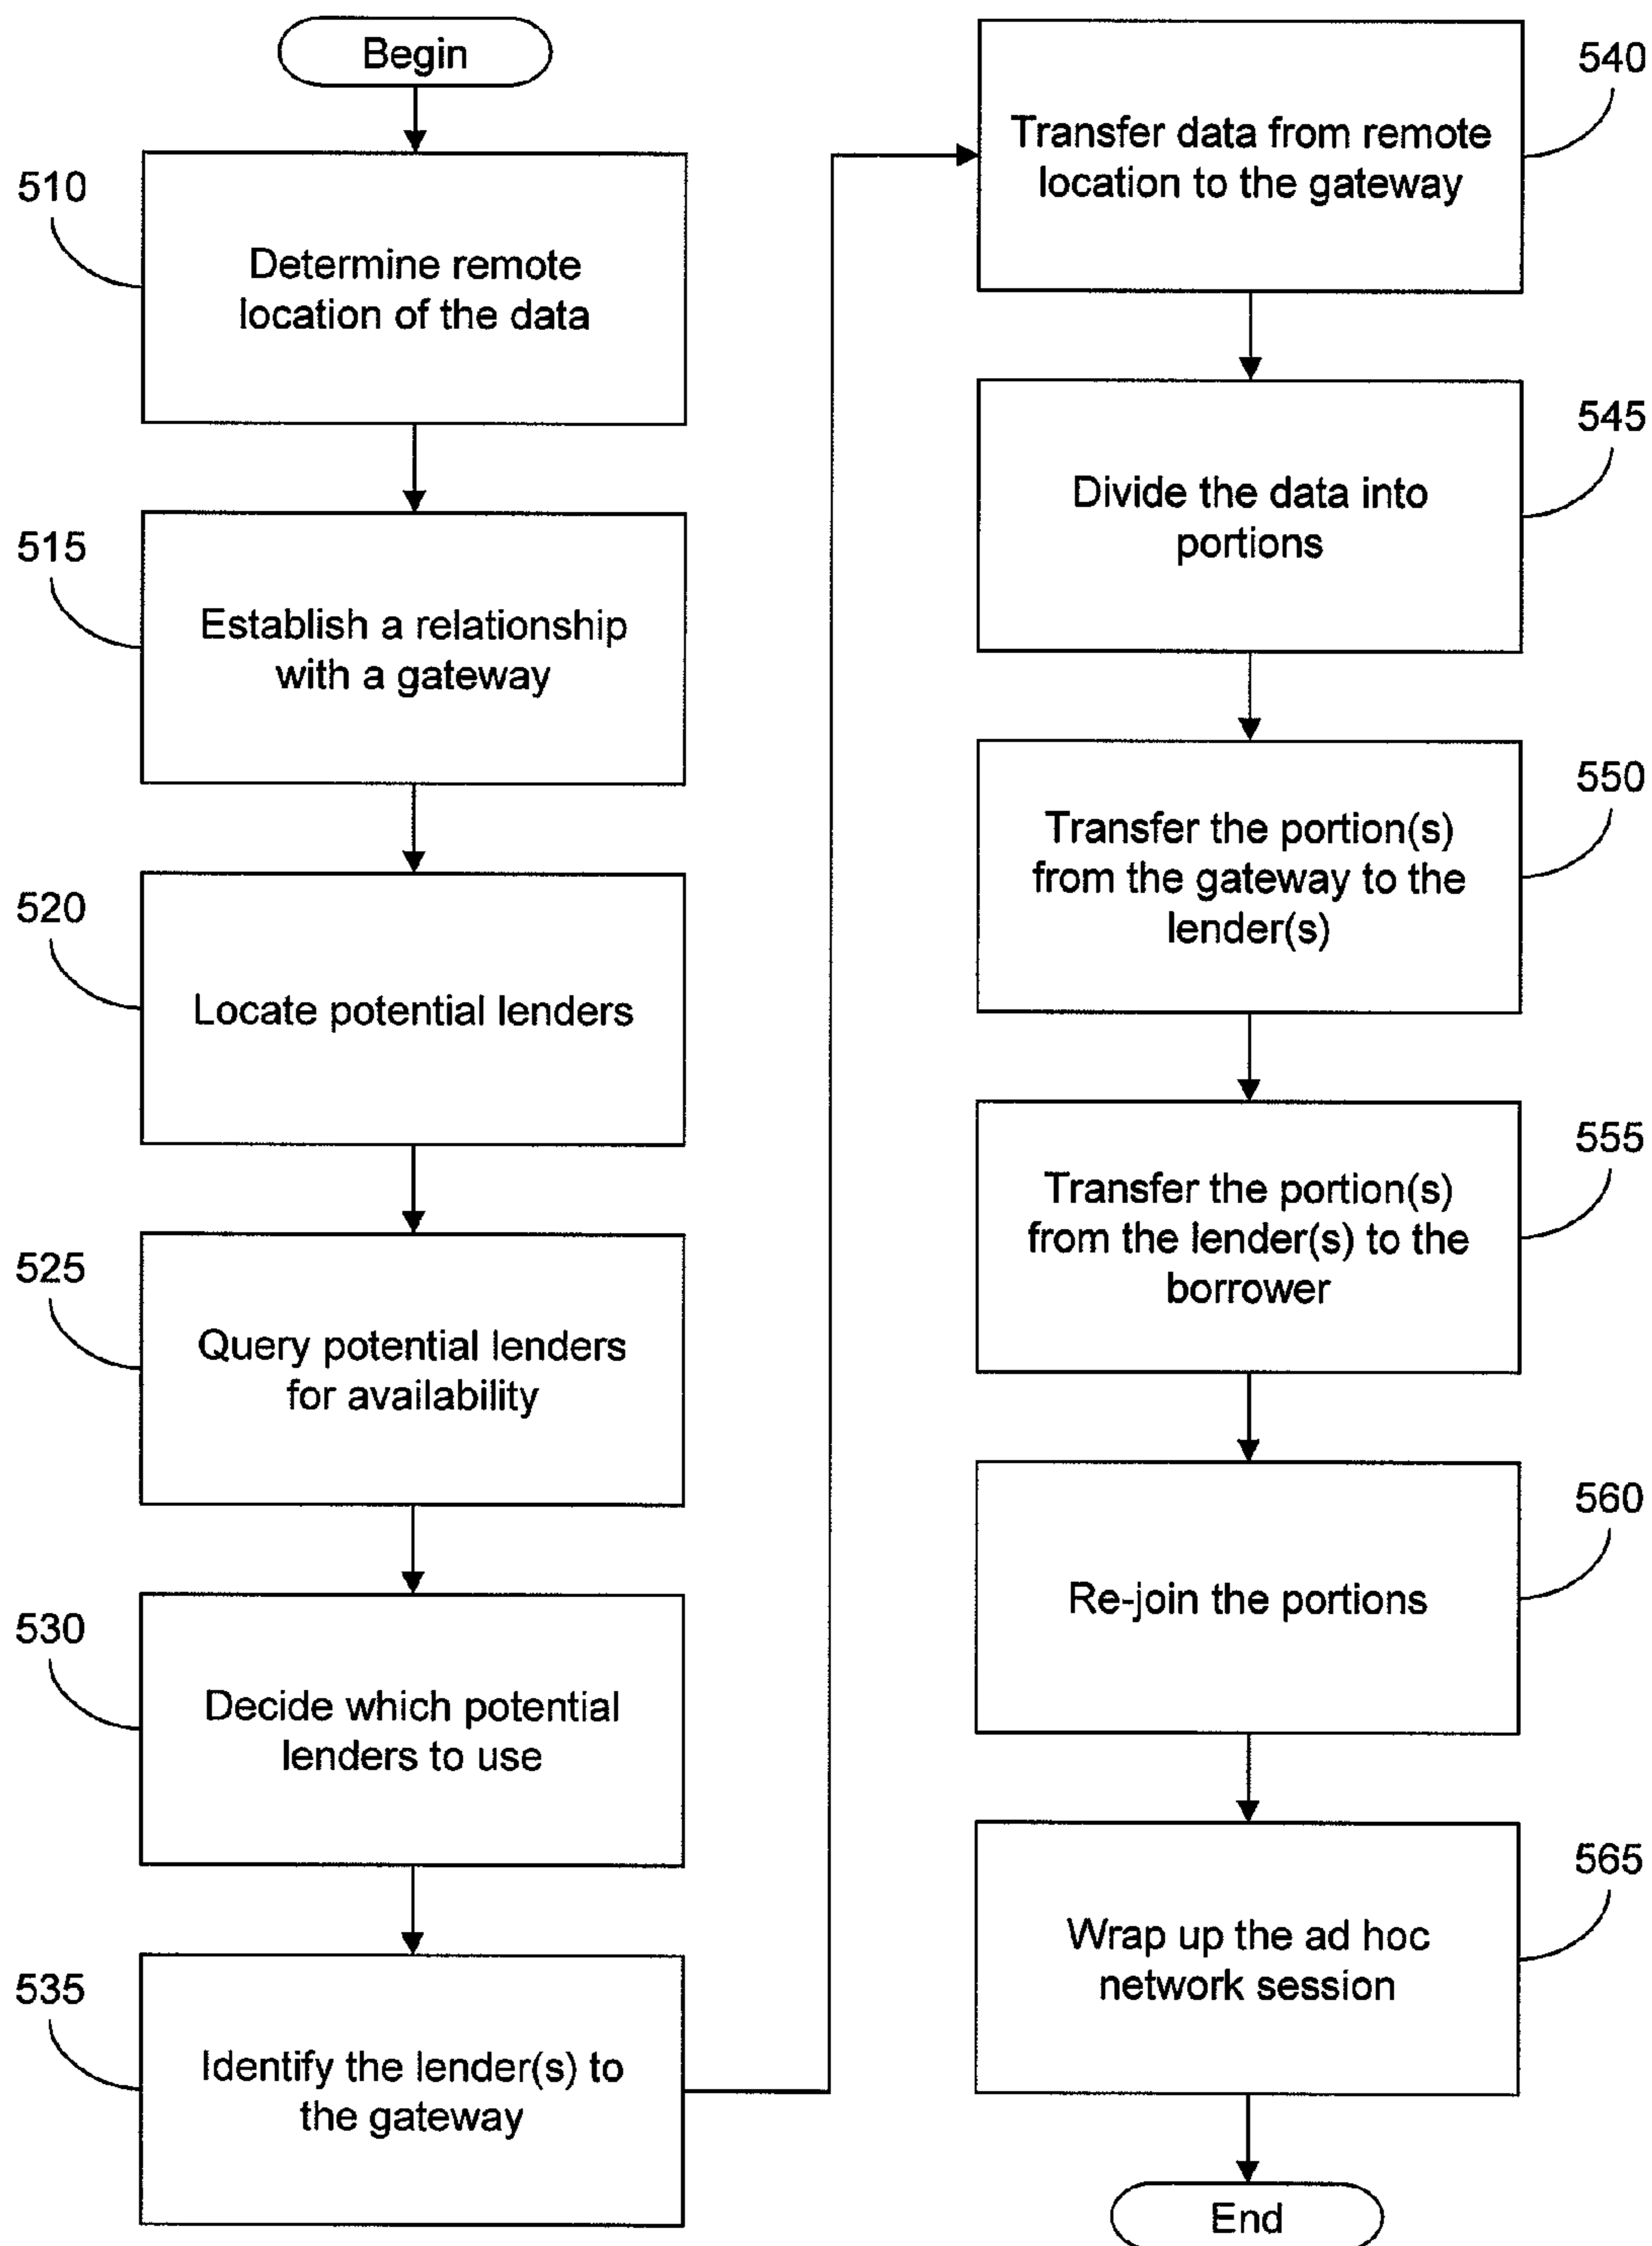 Begin
510
Determine remote
location of the data
515
Establish a relationship
with a gateway
520
Locate potential lenders
525
Query potential lenders
for availability
530
Decide which potential
lenders to use
535
Identify the lender(s) to
the gateway
540
Transfer data from remote
location to the gateway
545
Divide the data into
portions
550
Transfer the portion(s)
from the gateway to the
lender(s)
555
Transfer the portion(s)
from the lender(s) to the
borrower
560
Re-join the portions
565
Wrap up the ad hoc
network session
End